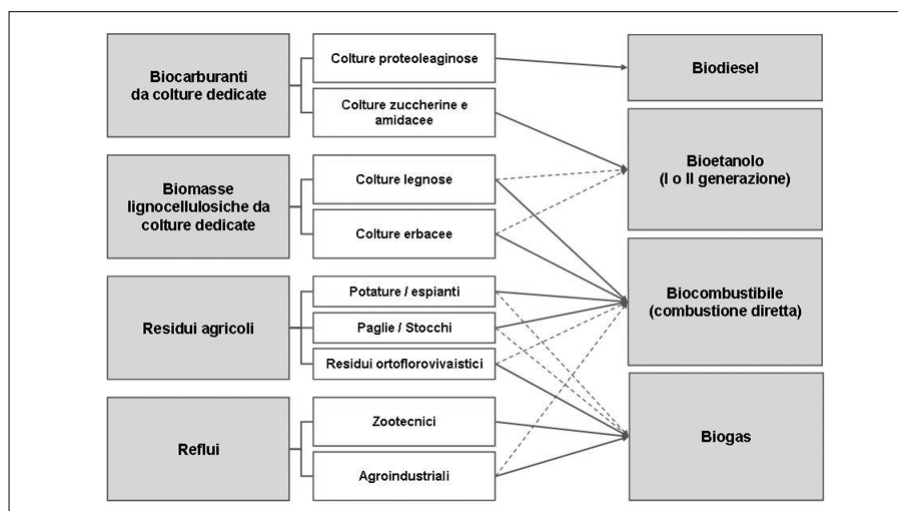 Biocarburanti
da colture dedicate
Colture proteoleaginose
Colture zuccherine e
amidacee
Biodiesel
Bioetanolo
(I o II generazione)
Biomasse
lignocellulosiche da
colture dedicate
Colture legnose
Colture erbacee
Biocombustibile
(combustione diretta)
Residui agricoli
Potature / espianti
Paglie / Stocchi
Residui ortoflorovivaistici
Biogas
Reflui
Zootecnici
Agroindustriali